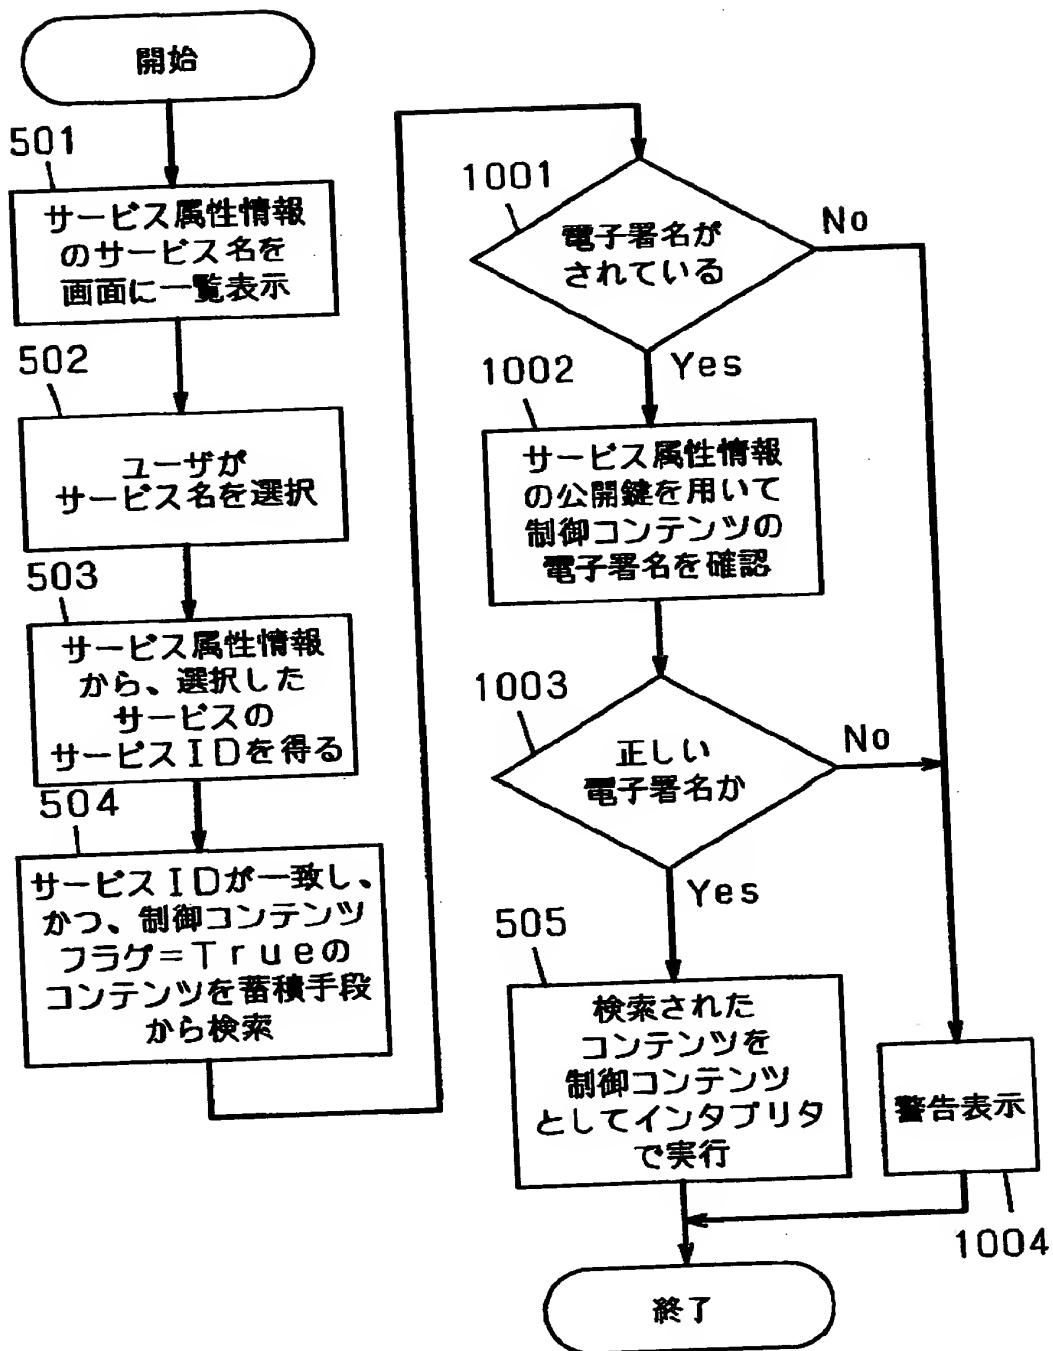 開始
501
サービス属性情報
のサービス名を
画面に一覧表示
502
ユーザが
サービス名を選択
503
サービス属性情報
から、選択した
サービスの
サービスIDを得る
504
サービスIDが一致し、
かつ、制御コンテンツ
フラグ=Trueの
コンテンツを蓄積手段
から検索
1001
電子署名が
されている
No
Yes
1002
サービス属性情報
の公開鍵を用いて
制御コンテンツの
電子署名を確認
1003
正しい
電子署名か
No
Yes
505
検索された
コンテンツを
制御コンテンツ
としてインタプリタ
で実行
警告表示
1004
終了